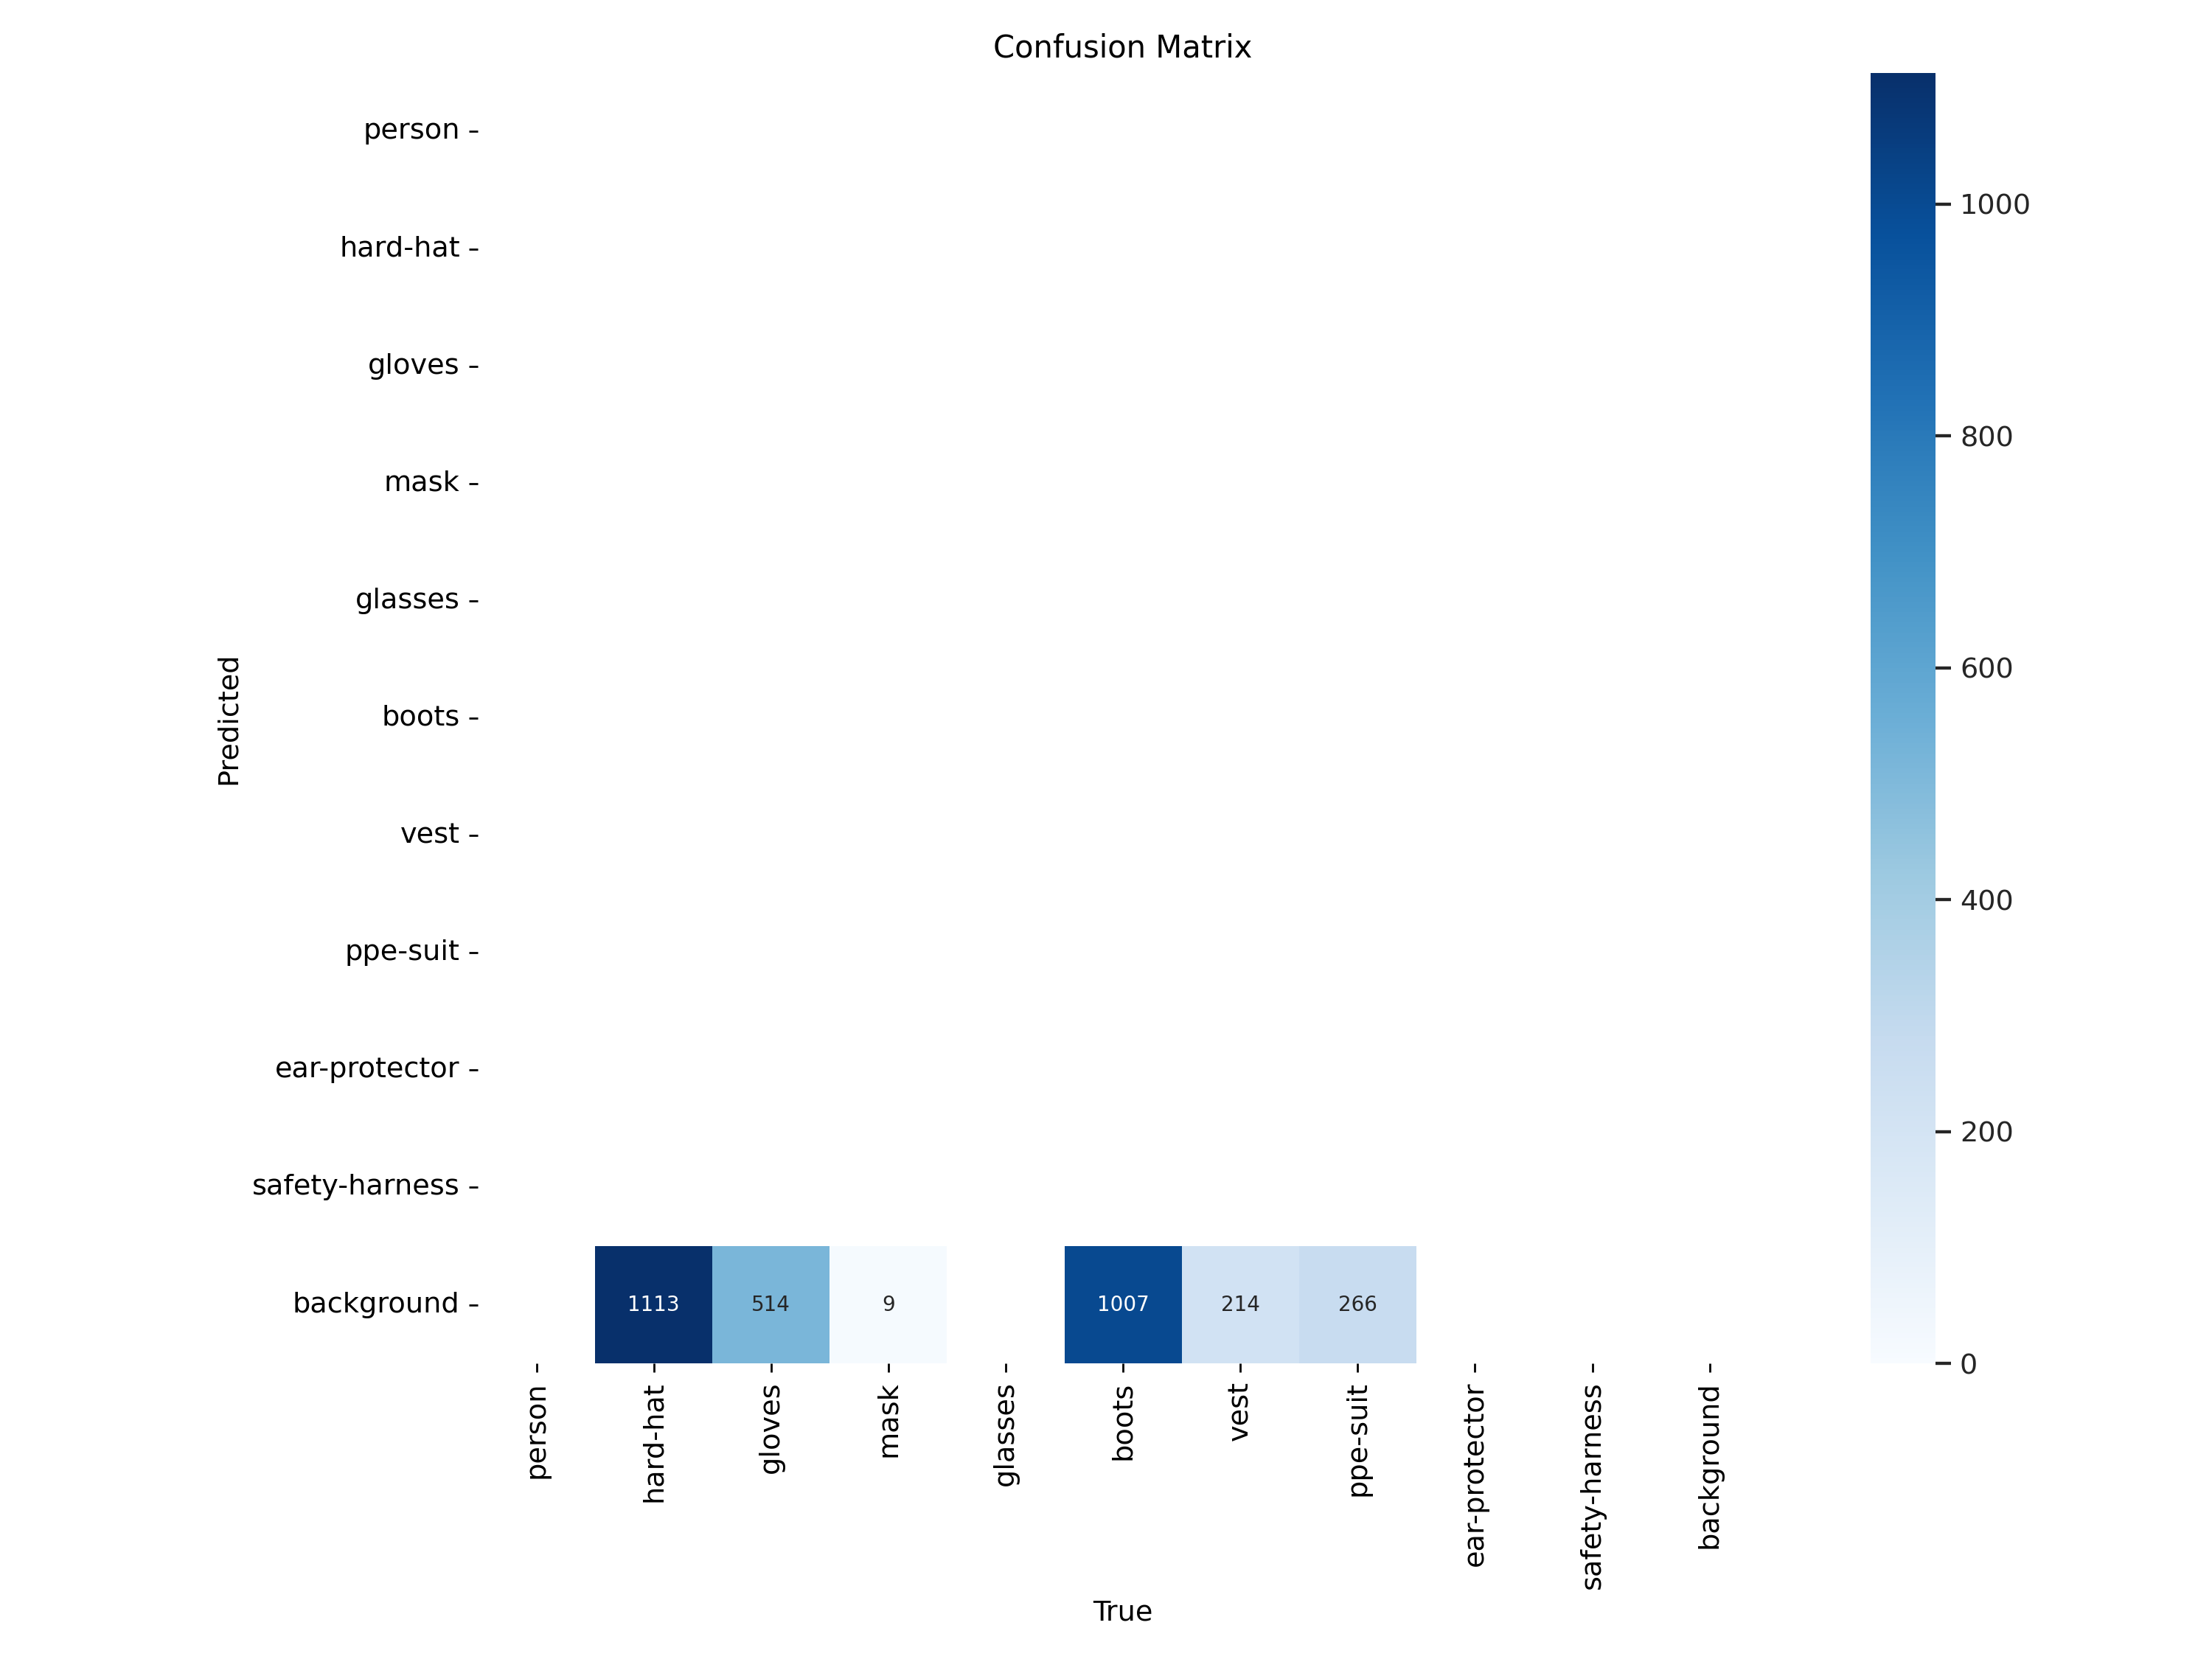 Confusion Matrix
person
hard-hat
gloves
mask
glasses
boots
vest
ppe-suit
ear-protector
safety-harness
background
Predicted
1113 514 9 1007 214 266
person hard-hat gloves mask glasses boots vest ppe-suit ear-protector safety-harness background
True
1000
800
600
400
200
0